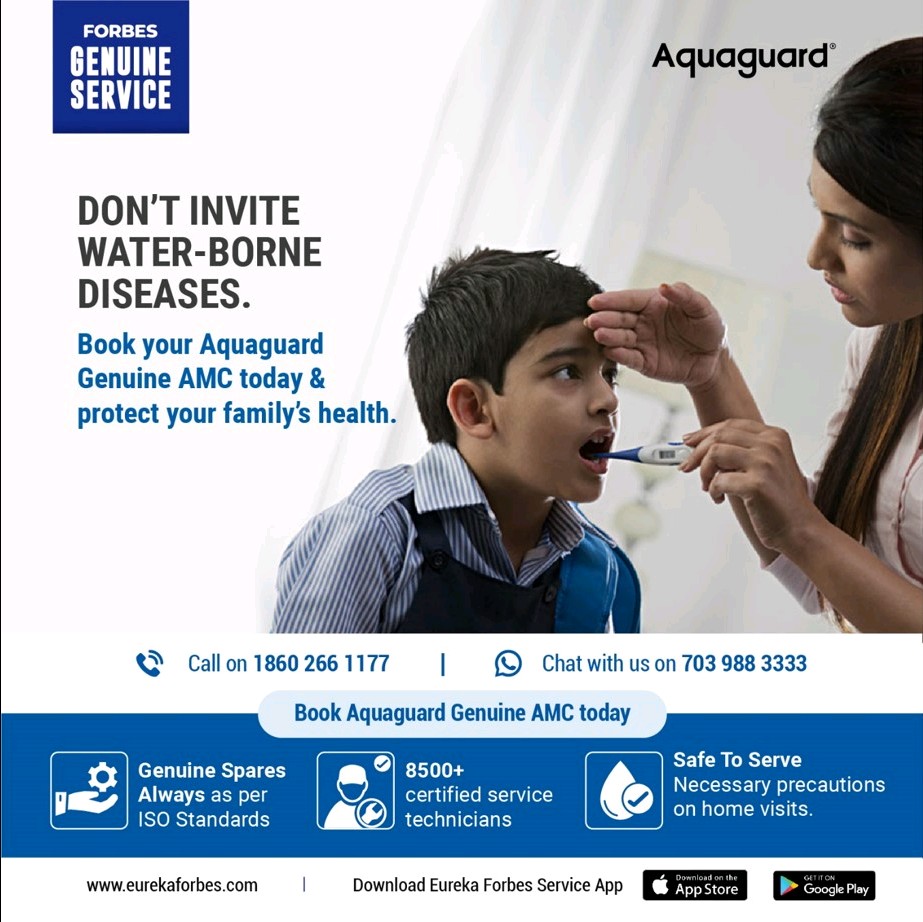 FORBES
GENUINE
SERVICE
Aquaguard®
DON'T INVITE
WATER-BORNE
DISEASES.
Book your Aquaguard
Genuine AMC today &
protect your family's health.
Call on 1860 266 1177 | Chat with us on 703 988 3333
Book Aquaguard Genuine AMC today
Genuine Spares
Always as per
ISO Standards
8500+
certified service
technicians
Safe To Serve
Necessary precautions
on home visits.
www.eurekaforbes.com | Download Eureka Forbes Service App
Download on the
App Store
GET IT ON
Google Play